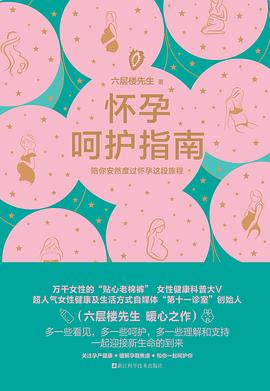 六层楼先生 著
怀孕
呵护指南
陪你安然度过怀孕这段旅程
万千女性的“贴心老棉裤” 女性健康科普大V
超人气女性健康及生活方式自媒体“第十一诊室”创始人
（六层楼先生 暖心之作）
多一些看见，多一些呵护，多一些理解和支持
一起迎接新生命的到来
关注孕产健康 • 缓解孕期焦虑 • 和你一起呵护你
浙江科学技术出版社